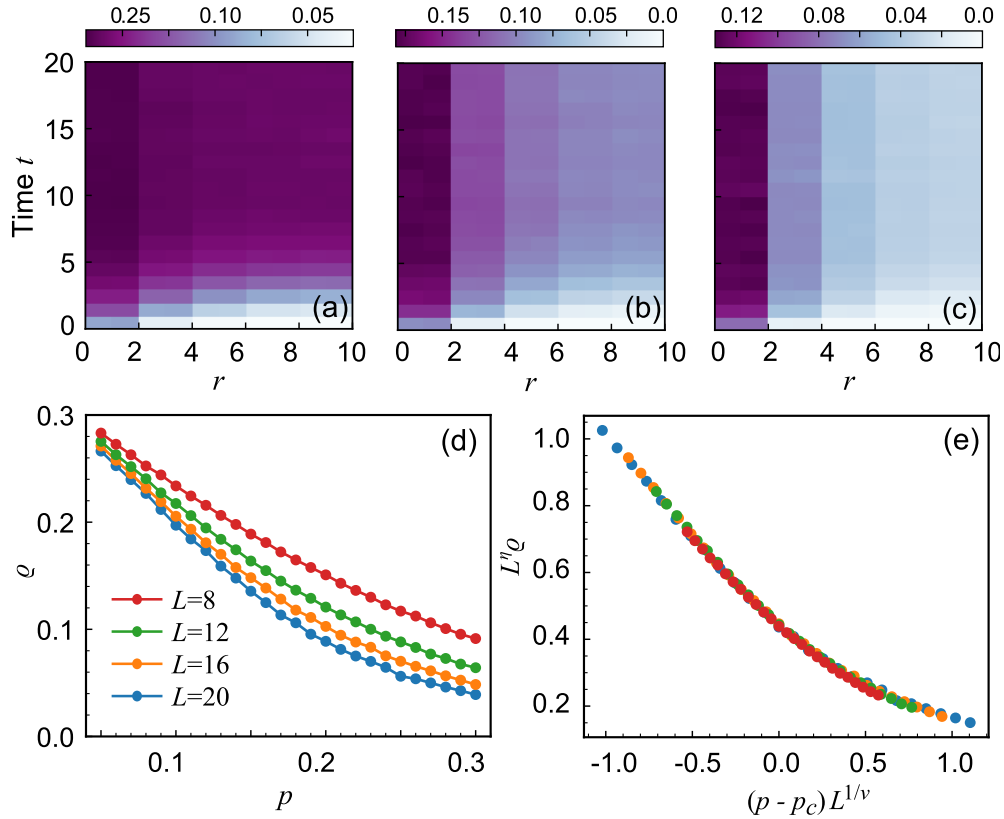 0.25 0.15 0.10 0.05
0.15 0.10 0.05 0.0
0.12 0.08 0.04 0.0
20
15
10
5
0
Time t
(a)
(b)
(c)
0 2 4 6 8 10
0 2 4 6 8 10
0 2 4 6 8 10
r
r
r
0.3
0.2
0.1
0.0
ϱ
(d)
L=8
L=12
L=16
L=20
0.1 0.2 0.3
p
1.0
0.8
0.6
0.4
0.2
L^η ϱ
(e)
-1.0 -0.5 0.0 0.5 1.0
(p - p_c) L^{1/ν}